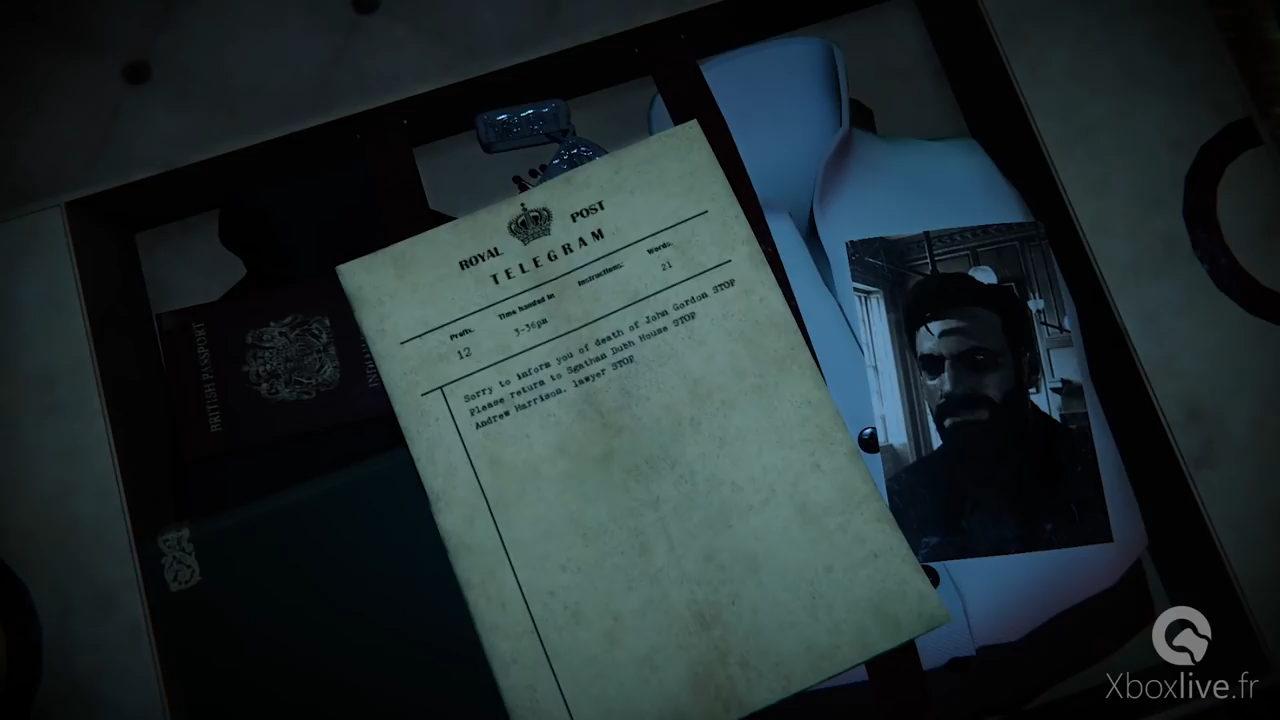 ROYAL POST
TELEGRAM
Prefix. Time handed in Instructions: Words.
12 3-36pm 21
Sorry to inform you of death of John Gordon STOP
Please return to Sgathan Dubh House STOP
Andrew Harrison, lawyer STOP
BRITISH PASSPORT
Xboxlive.fr